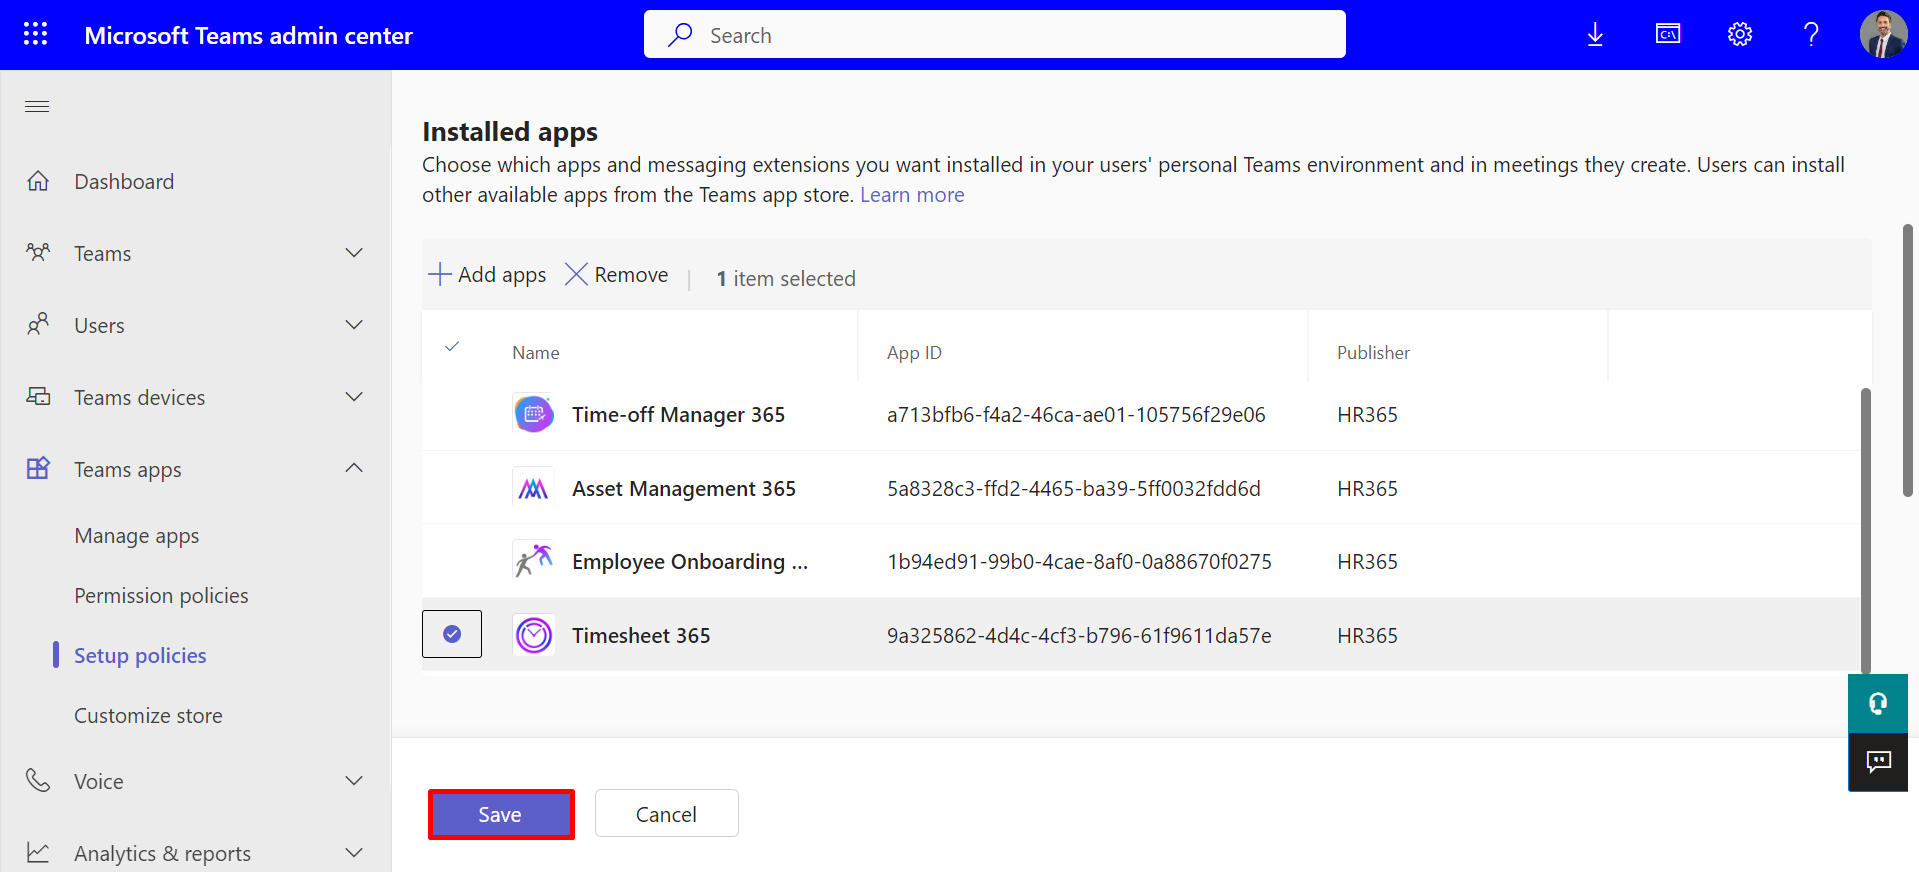 Microsoft Teams admin center
Search
C:\
Dashboard
Teams
Users
Teams devices
Teams apps
Manage apps
Permission policies
Setup policies
Customize store
Voice
Analytics & reports
Installed apps
Choose which apps and messaging extensions you want installed in your users' personal Teams environment and in meetings they create. Users can install
other available apps from the Teams app store. Learn more
Add apps Remove 1 item selected
Name App ID Publisher
Time-off Manager 365 a713bfb6-f4a2-46ca-ae01-105756f29e06 HR365
Asset Management 365 5a8328c3-ffd2-4465-ba39-5ff0032fdd6d HR365
Employee Onboarding ... 1b94ed91-99b0-4cae-8af0-0a88670f0275 HR365
Timesheet 365 9a325862-4d4c-4cf3-b796-61f9611da57e HR365
Save Cancel